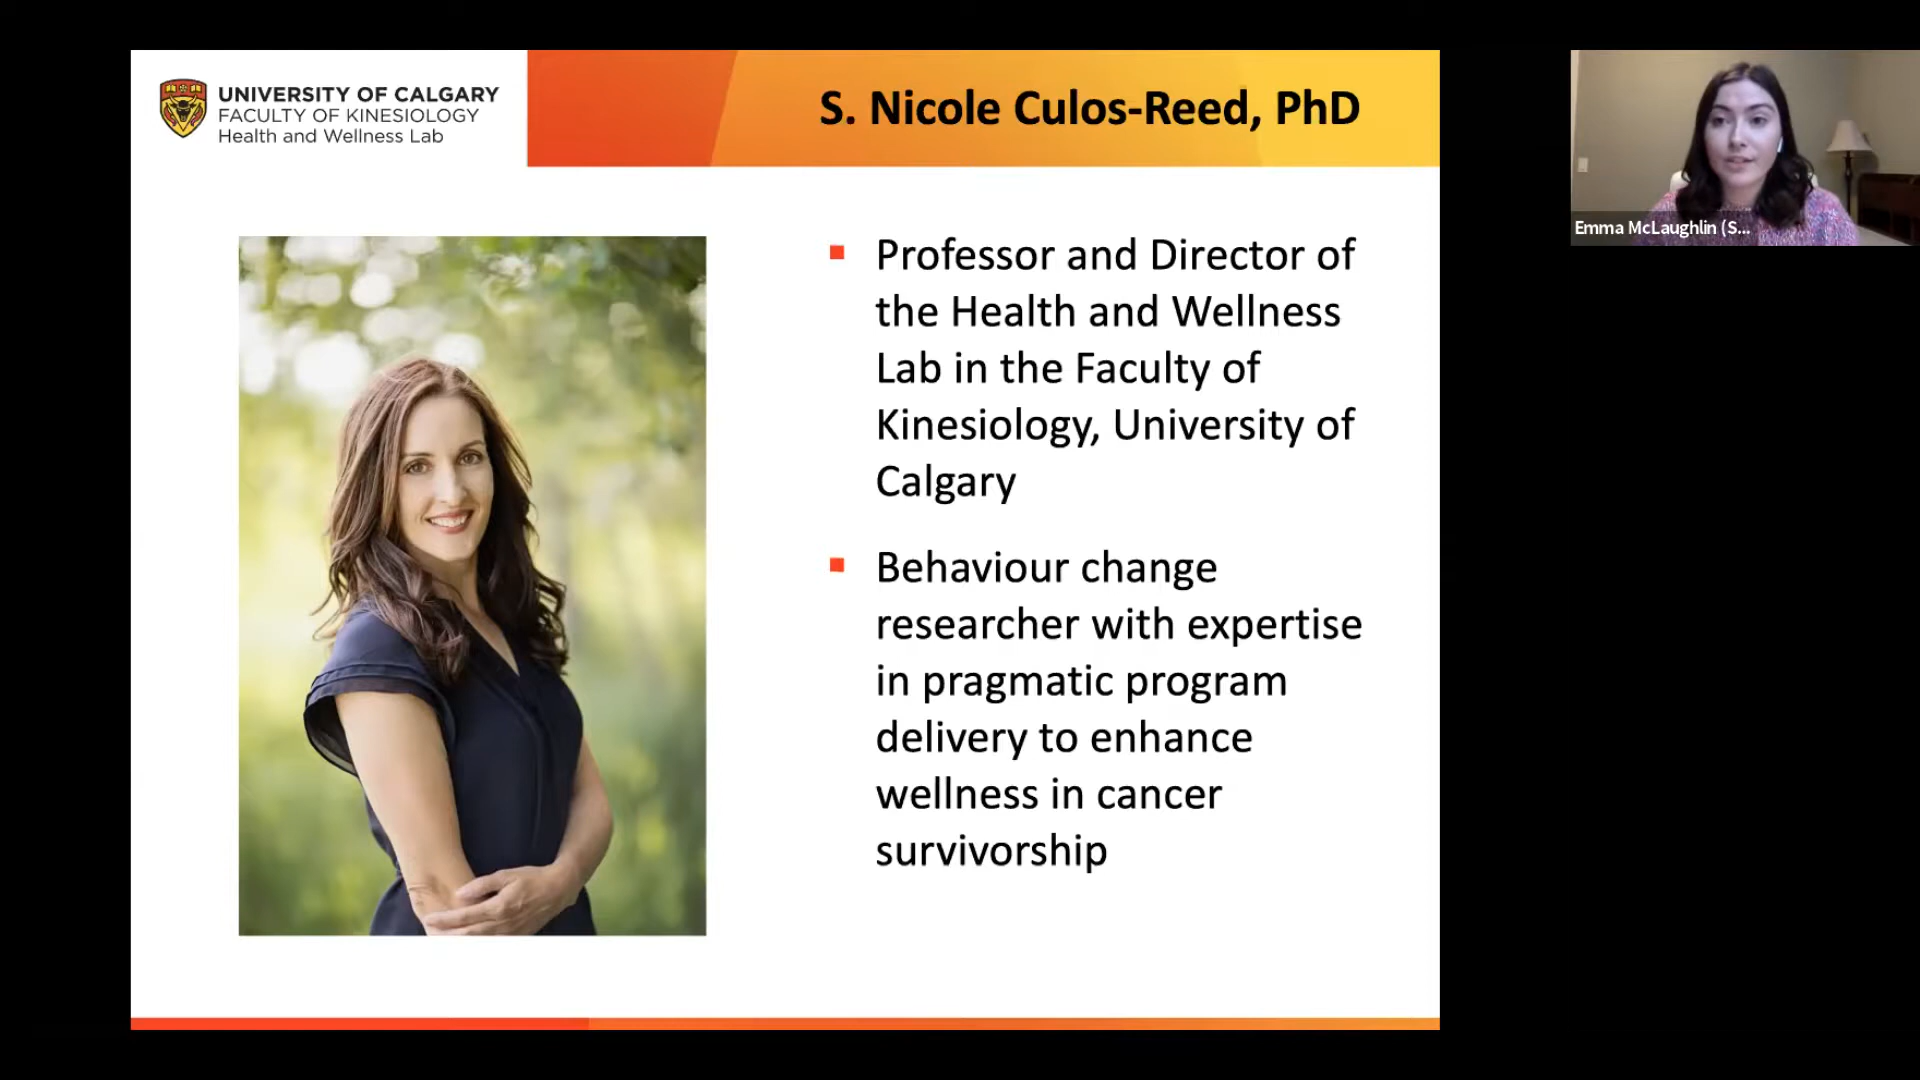 UNIVERSITY OF CALGARY
FACULTY OF KINESIOLOGY
Health and Wellness Lab
S. Nicole Culos-Reed, PhD
Professor and Director of
the Health and Wellness
Lab in the Faculty of
Kinesiology, University of
Calgary
Behaviour change
researcher with expertise
in pragmatic program
delivery to enhance
wellness in cancer
survivorship
Emma McLaughlin (S...